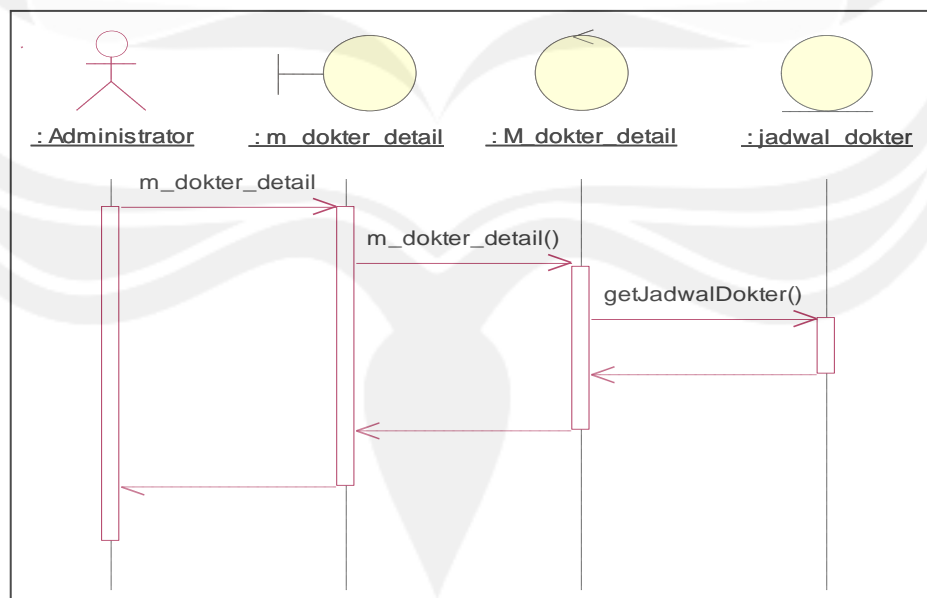 : Administrator
: m_dokter_detail
: M_dokter_detail
: jadwal_dokter
m_dokter_detail
m_dokter_detail()
getJadwalDokter()